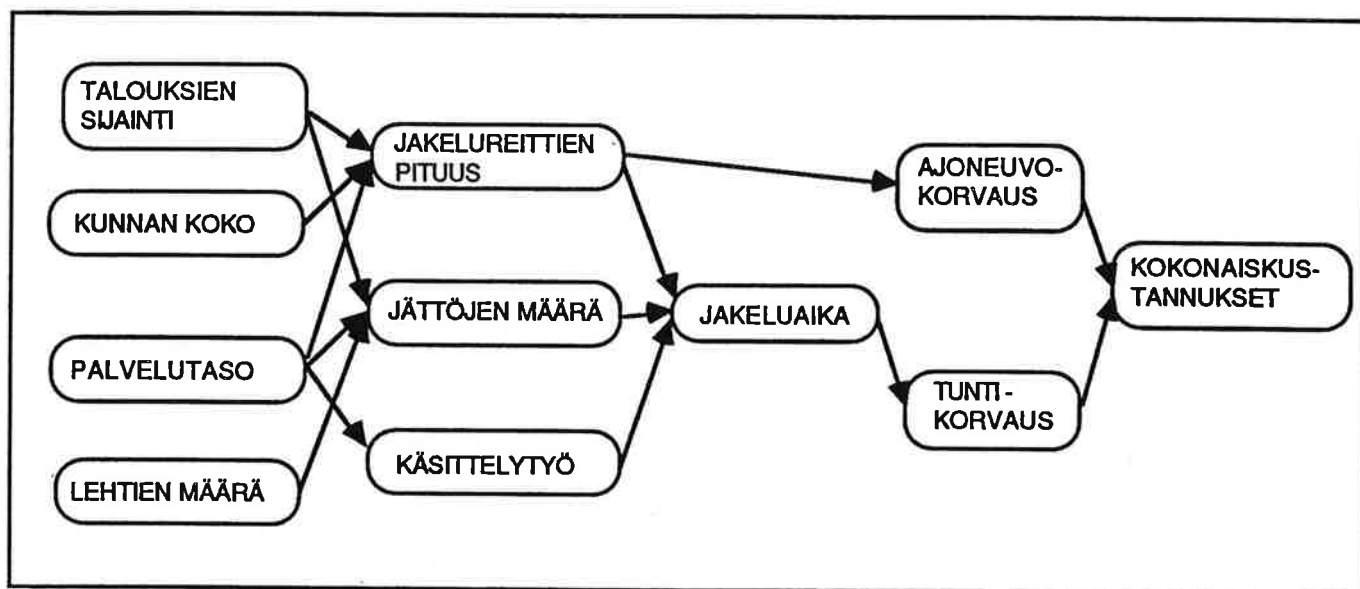 TALOUKSIEN
SIJAINTI
KUNNAN KOKO
PALVELUTASO
LEHTIEN MÄÄRÄ
JAKELUREITTIEN
PITUUS
JÄTTÖJEN MÄÄRÄ
KÄSITTELYTYÖ
JAKELUAIKA
AJONEUVO-
KORVAUS
TUNTI-
KORVAUS
KOKONAISKUS-
TANNUKSET